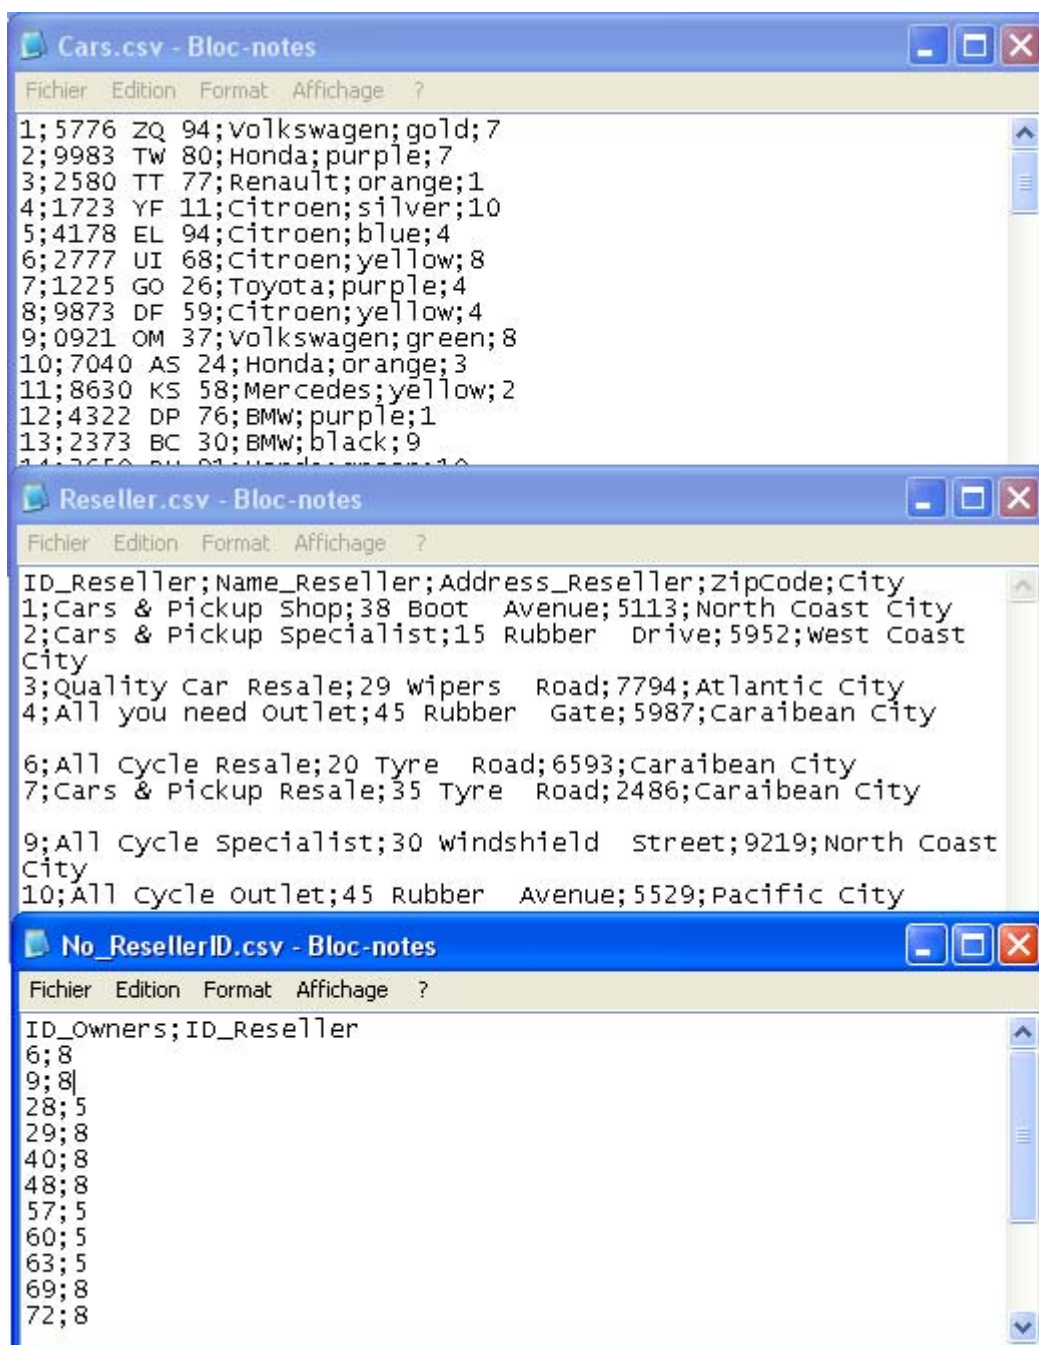 Cars.csv - Bloc-notes
Fichier Edition Format Affichage ?
1;5776 ZQ 94;Volkswagen;gold;7
2;9983 TW 80;Honda;purple;7
3;2580 TT 77;Renault;orange;1
4;1723 YF 11;Citroen;silver;10
5;4178 EL 94;Citroen;blue;4
6;2777 UI 68;Citroen;yellow;8
7;1225 GO 26;Toyota;purple;4
8;9873 DF 59;Citroen;yellow;4
9;0921 OM 37;Volkswagen;green;8
10;7040 AS 24;Honda;orange;3
11;8630 KS 58;Mercedes;yellow;2
12;4322 DP 76;BMW;purple;1
13;2373 BC 30;BMW;black;9
Reseller.csv - Bloc-notes
Fichier Edition Format Affichage ?
ID_Reseller;Name_Reseller;Address_Reseller;ZipCode;City
1;Cars & Pickup Shop;38 Boot  Avenue;5113;North Coast City
2;Cars & Pickup Specialist;15 Rubber  Drive;5952;West Coast
City
3;Quality Car Resale;29 Wipers  Road;7794;Atlantic City
4;All you need Outlet;45 Rubber  Gate;5987;Caraibean City
6;All Cycle Resale;20 Tyre  Road;6593;Caraibean City
7;Cars & Pickup Resale;35 Tyre  Road;2486;Caraibean City
9;All Cycle Specialist;30 Windshield  Street;9219;North Coast
City
10;All Cycle Outlet;45 Rubber  Avenue;5529;Pacific City
No_ResellerID.csv - Bloc-notes
Fichier Edition Format Affichage ?
ID_Owners;ID_Reseller
6;8
9;8
28;5
29;8
40;8
48;8
57;5
60;5
63;5
69;8
72;8